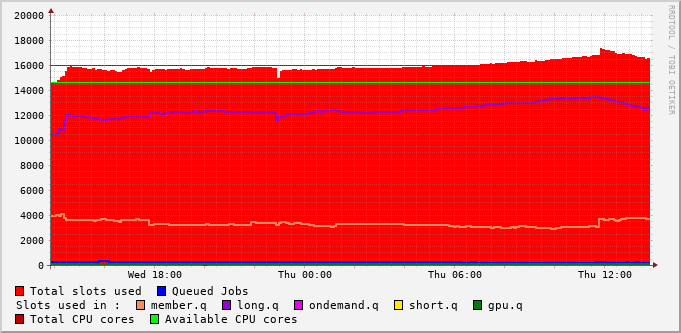 20000
18000
16000
14000
12000
10000
8000
6000
4000
2000
0
Wed 18:00 Thu 00:00 Thu 06:00 Thu 12:00
RRDTOOL / TOBI OETIKER
Total slots used Queued Jobs
Slots used in : member.q long.q ondemand.q short.q gpu.q
Total CPU cores Available CPU cores